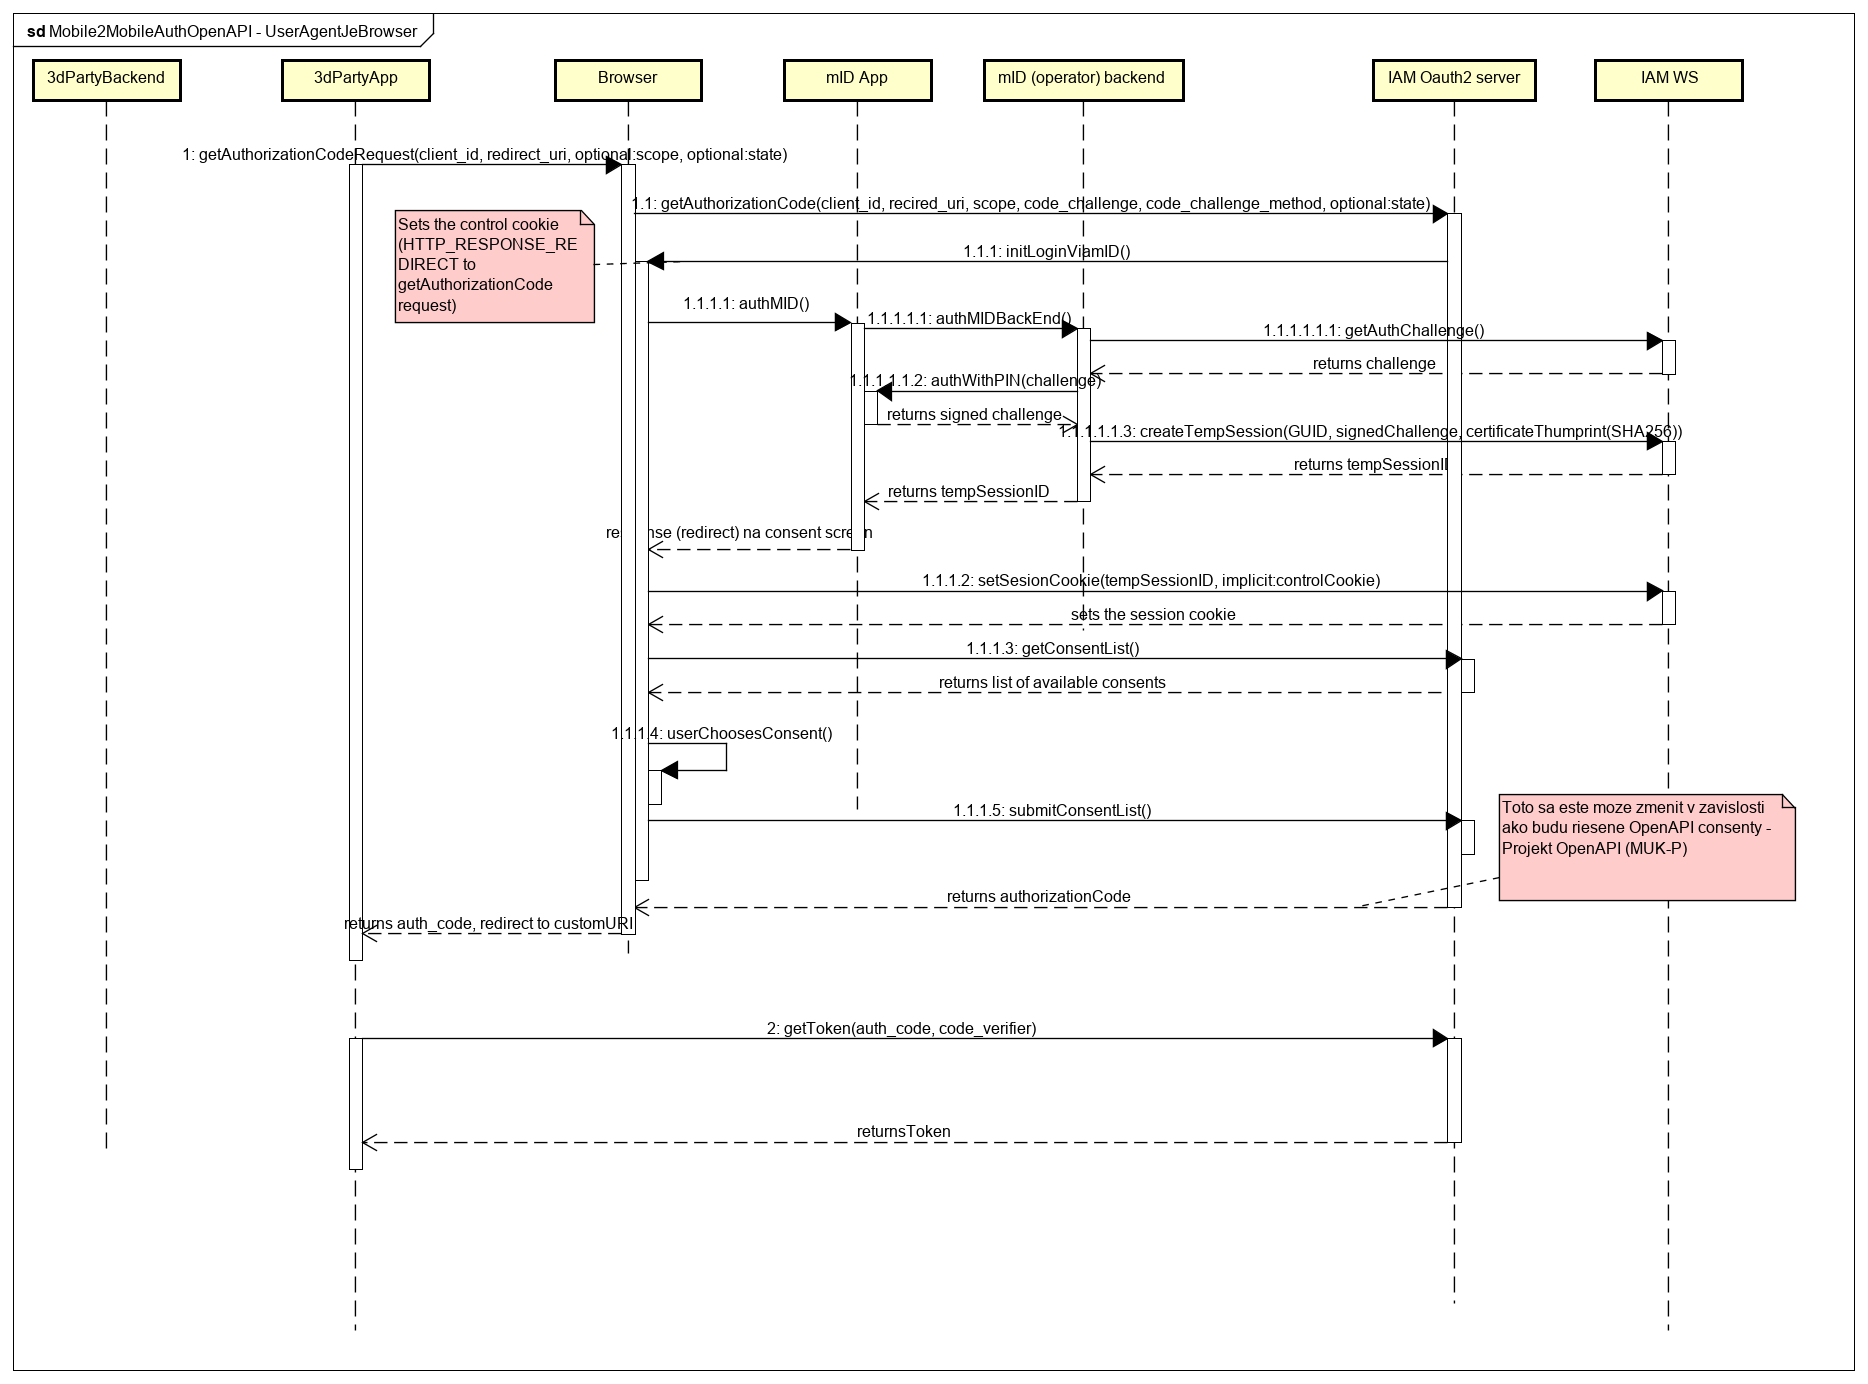 sd Mobile2MobileAuthOpenAPI - UserAgentJeBrowser
3dPartyBackend
3dPartyApp
Browser
mID App
mID (operator) backend
IAM Oauth2 server
IAM WS
1: getAuthorizationCodeRequest(client_id, redirect_uri, optional:scope, optional:state)
1.1: getAuthorizationCode(client_id, recired_uri, scope, code_challenge, code_challenge_method, optional:state)
Sets the control cookie
(HTTP_RESPONSE_RE
DIRECT to
getAuthorizationCode
request)
1.1.1: initLoginViamID()
1.1.1.1: authMID()
1.1.1.1.1: authMIDBackEnd()
1.1.1.1.1.1: getAuthChallenge()
returns challenge
1.1.1.1.1.2: authWithPIN(challenge)
returns signed challenge
1.1.1.1.1.3: createTempSession(GUID, signedChallenge, certificateThumprint(SHA256))
returns tempSessionID
returns tempSessionID
(redirect) na consent screen
1.1.1.2: setSesionCookie(tempSessionID, implicit:controlCookie)
sets the session cookie
1.1.1.3: getConsentList()
returns list of available consents
1.1.1.4: userChoosesConsent()
1.1.1.5: submitConsentList()
Toto sa este moze zmenit v zavislosti
ako budu riesene OpenAPI consenty -
Projekt OpenAPI (MUK-P)
returns authorizationCode
returns auth_code, redirect to customURI
2: getToken(auth_code, code_verifier)
returnsToken